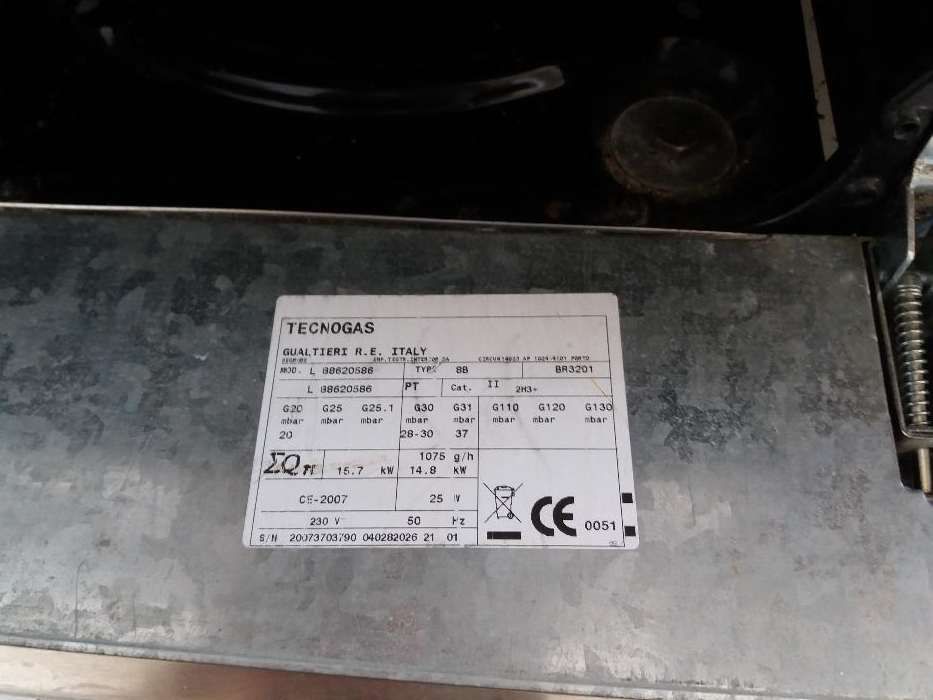 TECNOGAS
GUALTIERI R.E. ITALY
MOD. L 88620586 TYPE 8B BR3201
L 88620586 PT Cat. II 2H3+
G20 G25 G25.1 G30 G31 G110 G120 G130
mbar mbar mbar mbar mbar mbar mbar mbar
20 28-30 37
1075 g/h
ΣQn 15.7 kW 14.8 kW
CE-2007 25 W
230 V 50 Hz
CE 0051
S/N 20073703790 040282026 21 01